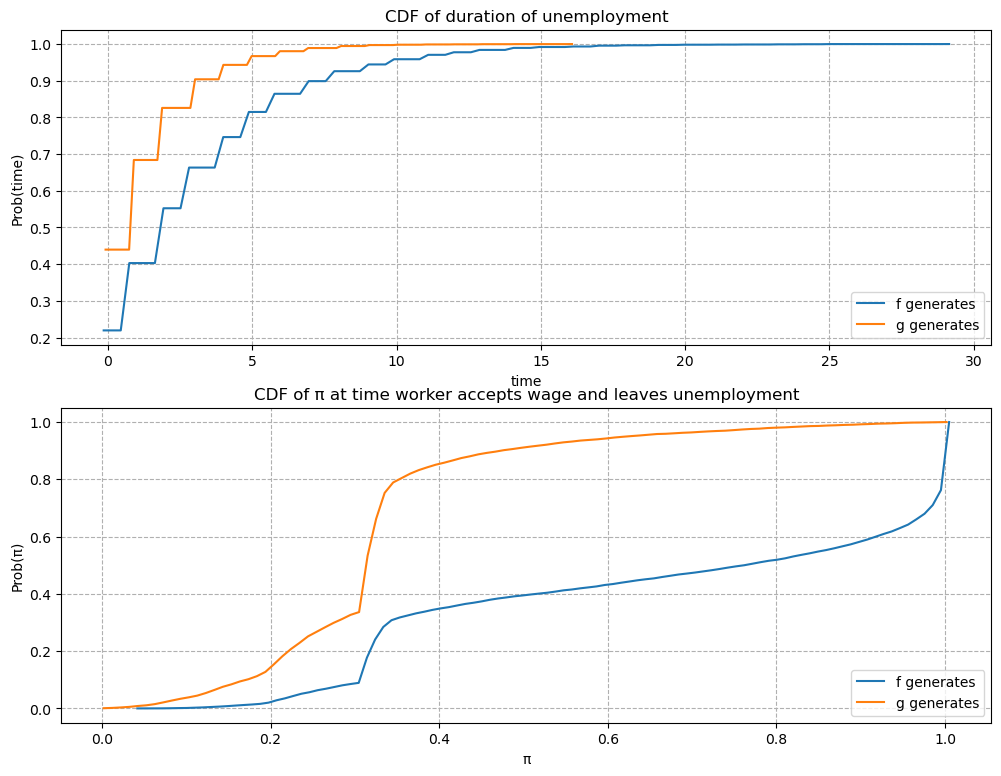 CDF of duration of unemployment
1.0
0.9
0.8
0.7
0.6
0.5
0.4
0.3
0.2
Prob(time)
f generates
g generates
0 5 10 15 20 25 30
time
CDF of π at time worker accepts wage and leaves unemployment
1.0
0.8
0.6
0.4
0.2
0.0
Prob(π)
f generates
g generates
0.0 0.2 0.4 0.6 0.8 1.0
π